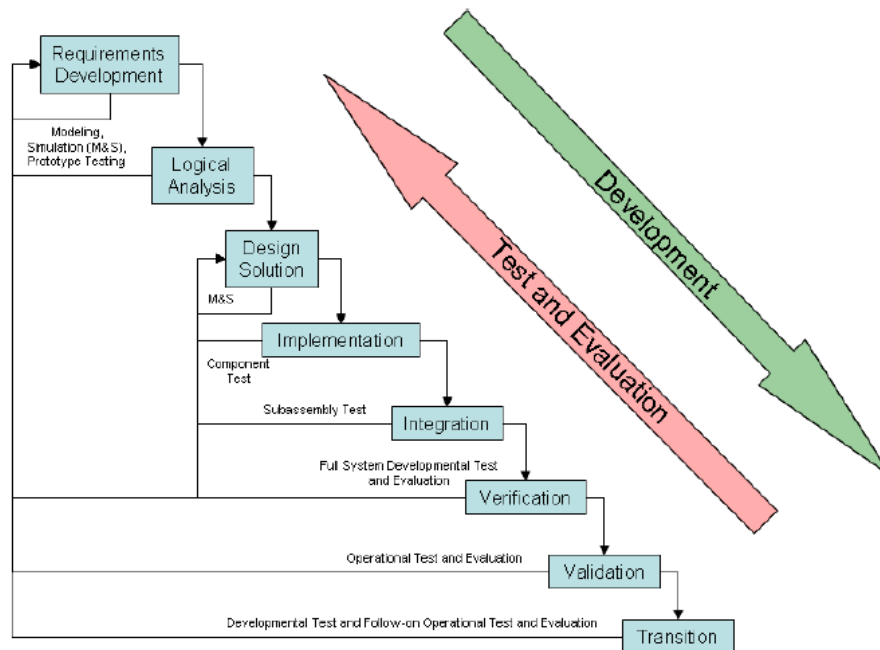 Requirements
Development
Modeling,
Simulation (M&S),
Prototype Testing
Logical
Analysis
Design
Solution
M&S
Implementation
Component
Test
Subassembly Test
Integration
Full System Developmental Test
and Evaluation
Verification
Operational Test and Evaluation
Validation
Developmental Test and Follow-on Operational Test and Evaluation
Transition
Development
Test and Evaluation